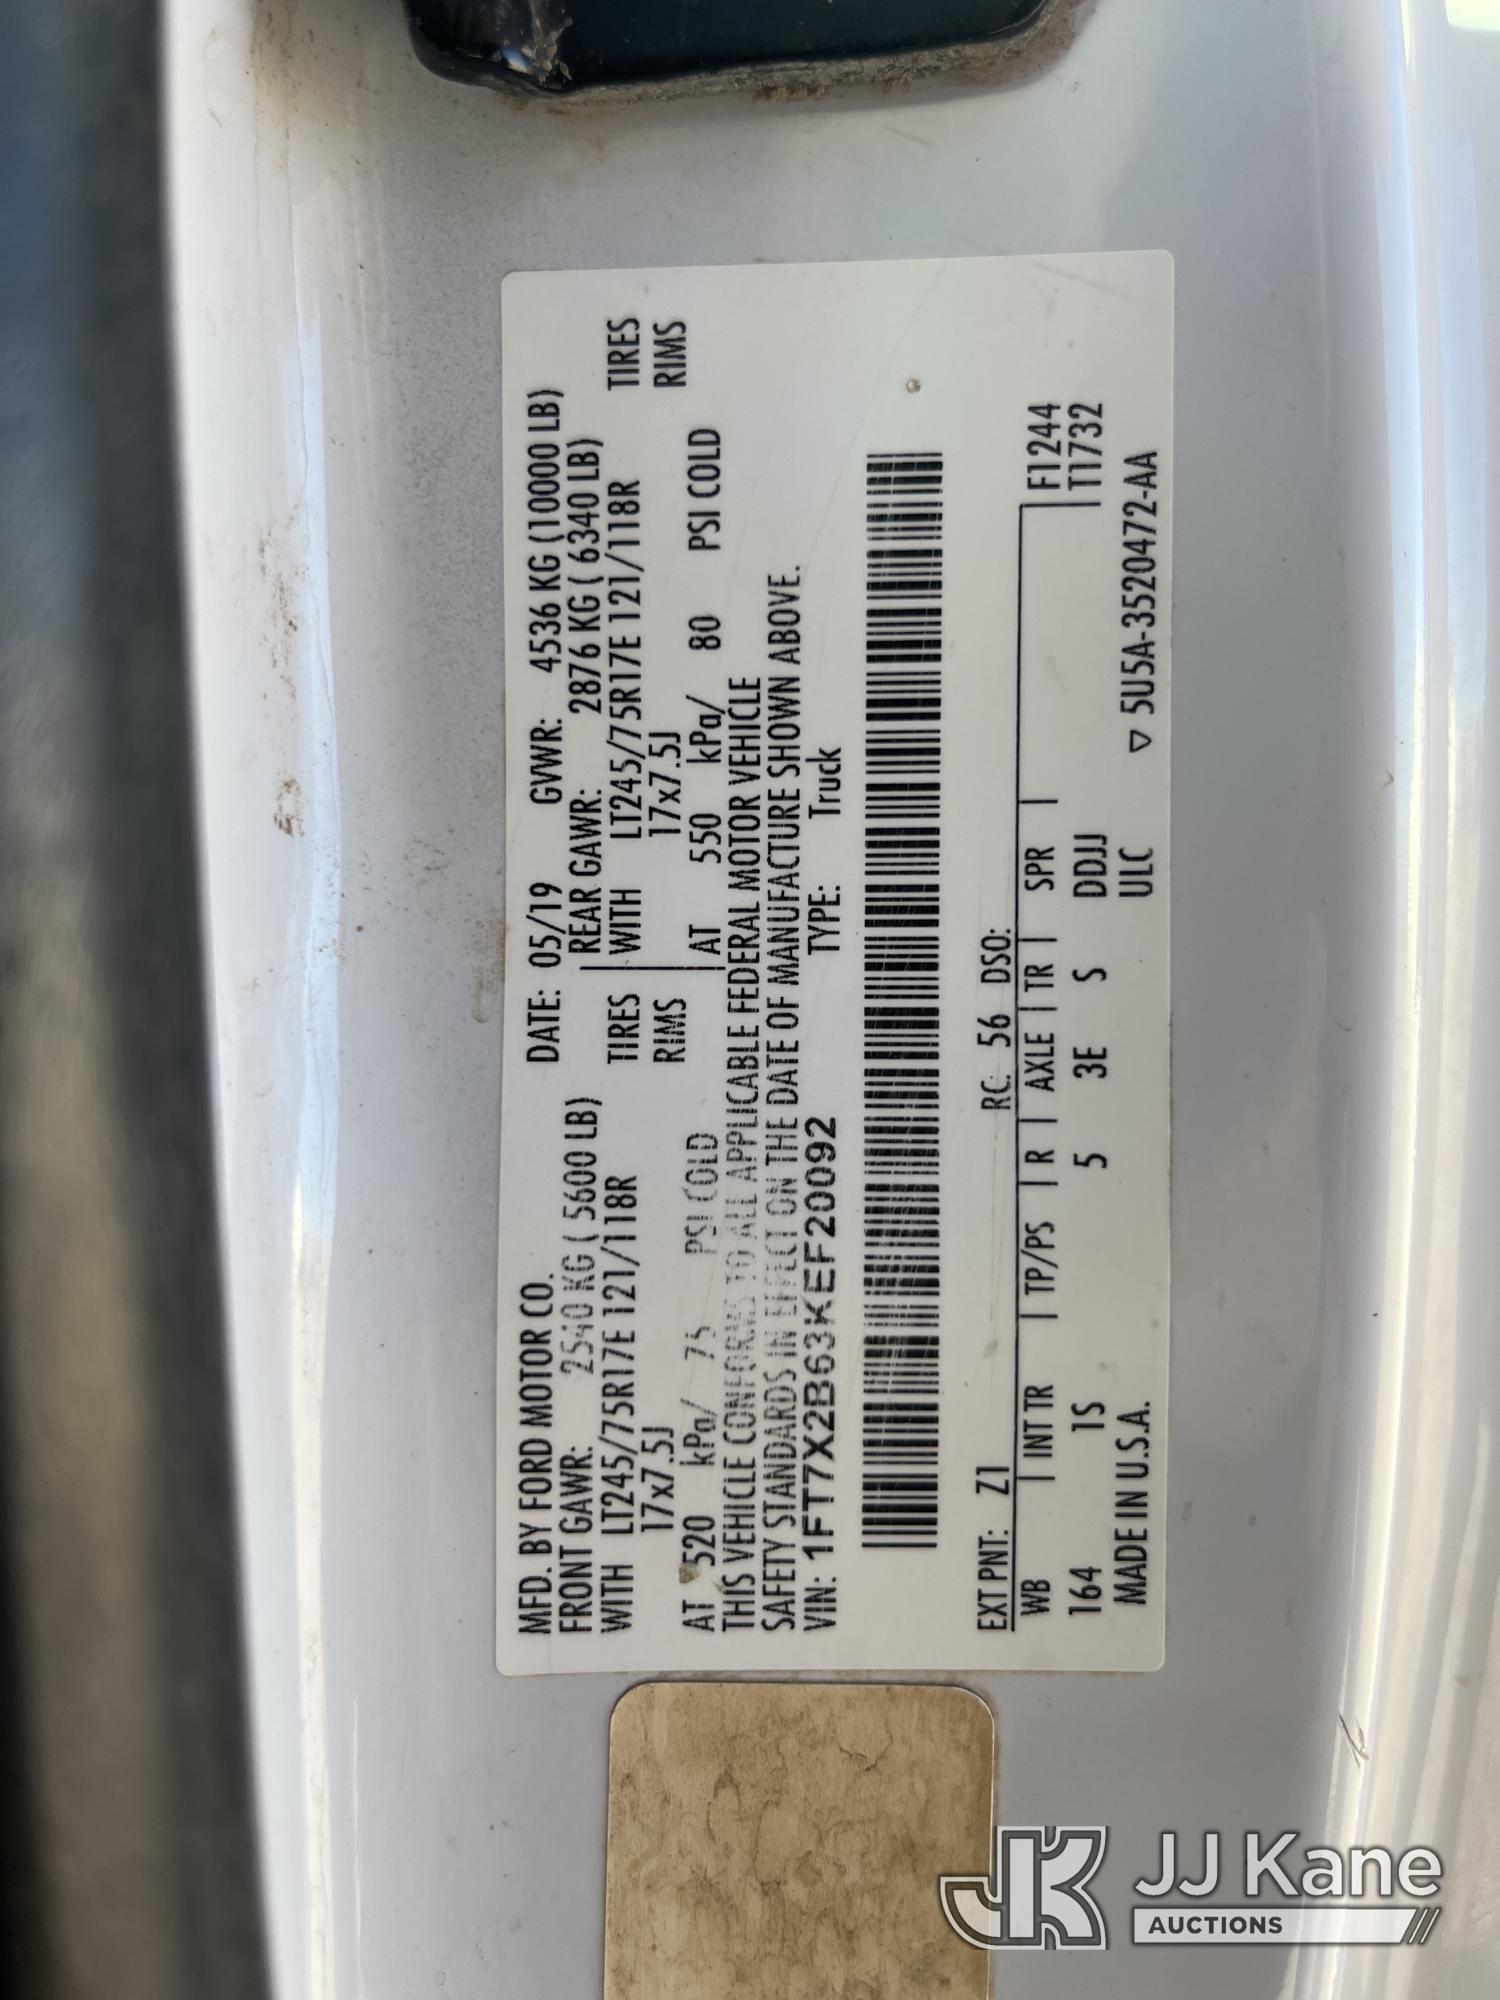 MFD. BY FORD MOTOR CO. DATE: 05/19 GVWR: 4536 KG (10000 LB)
FRONT GAWR: 2540 KG ( 5600 LB) REAR GAWR: 2876 KG ( 6340 LB)
WITH LT245/75R17E 121/118R TIRES WITH LT245/75R17E 121/118R TIRES
17x7.5J RIMS 17x7.5J RIMS
AT 520 kPa/ 75 PSI COLD AT 550 kPa/ 80 PSI COLD
THIS VEHICLE CONFORMS TO ALL APPLICABLE FEDERAL MOTOR VEHICLE
SAFETY STANDARDS IN EFFECT ON THE DATE OF MANUFACTURE SHOWN ABOVE.
VIN: 1FT7X2B63KEF20092 TYPE: Truck
EXT PNT: Z1 RC: 56 DSO:
WB | INT TR | TP/PS | R | AXLE | TR | SPR | F1244
164 1S 5 3E S DDJJ T1732
MADE IN U.S.A. ULC ▽ 5U5A-3520472-AA
JK JJ Kane
AUCTIONS